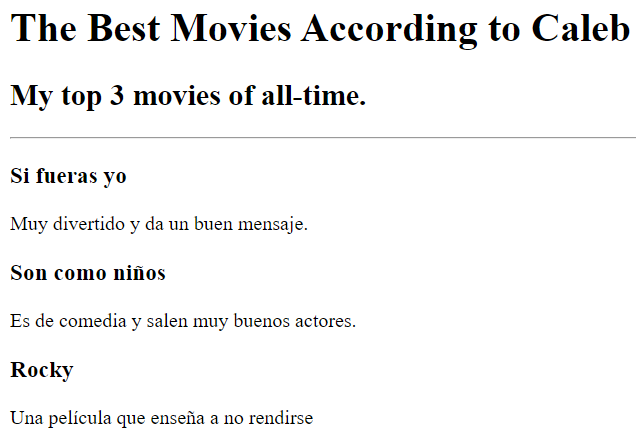 The Best Movies According to Caleb
My top 3 movies of all-time.
Si fueras yo
Muy divertido y da un buen mensaje.
Son como niños
Es de comedia y salen muy buenos actores.
Rocky
Una película que enseña a no rendirse